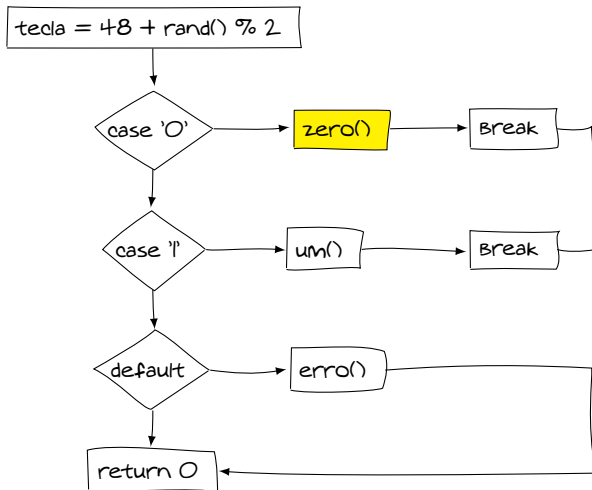 tecla = 48 + rand() % 2
case '0'
zero()
Break
case '1'
um()
Break
default
erro()
return 0